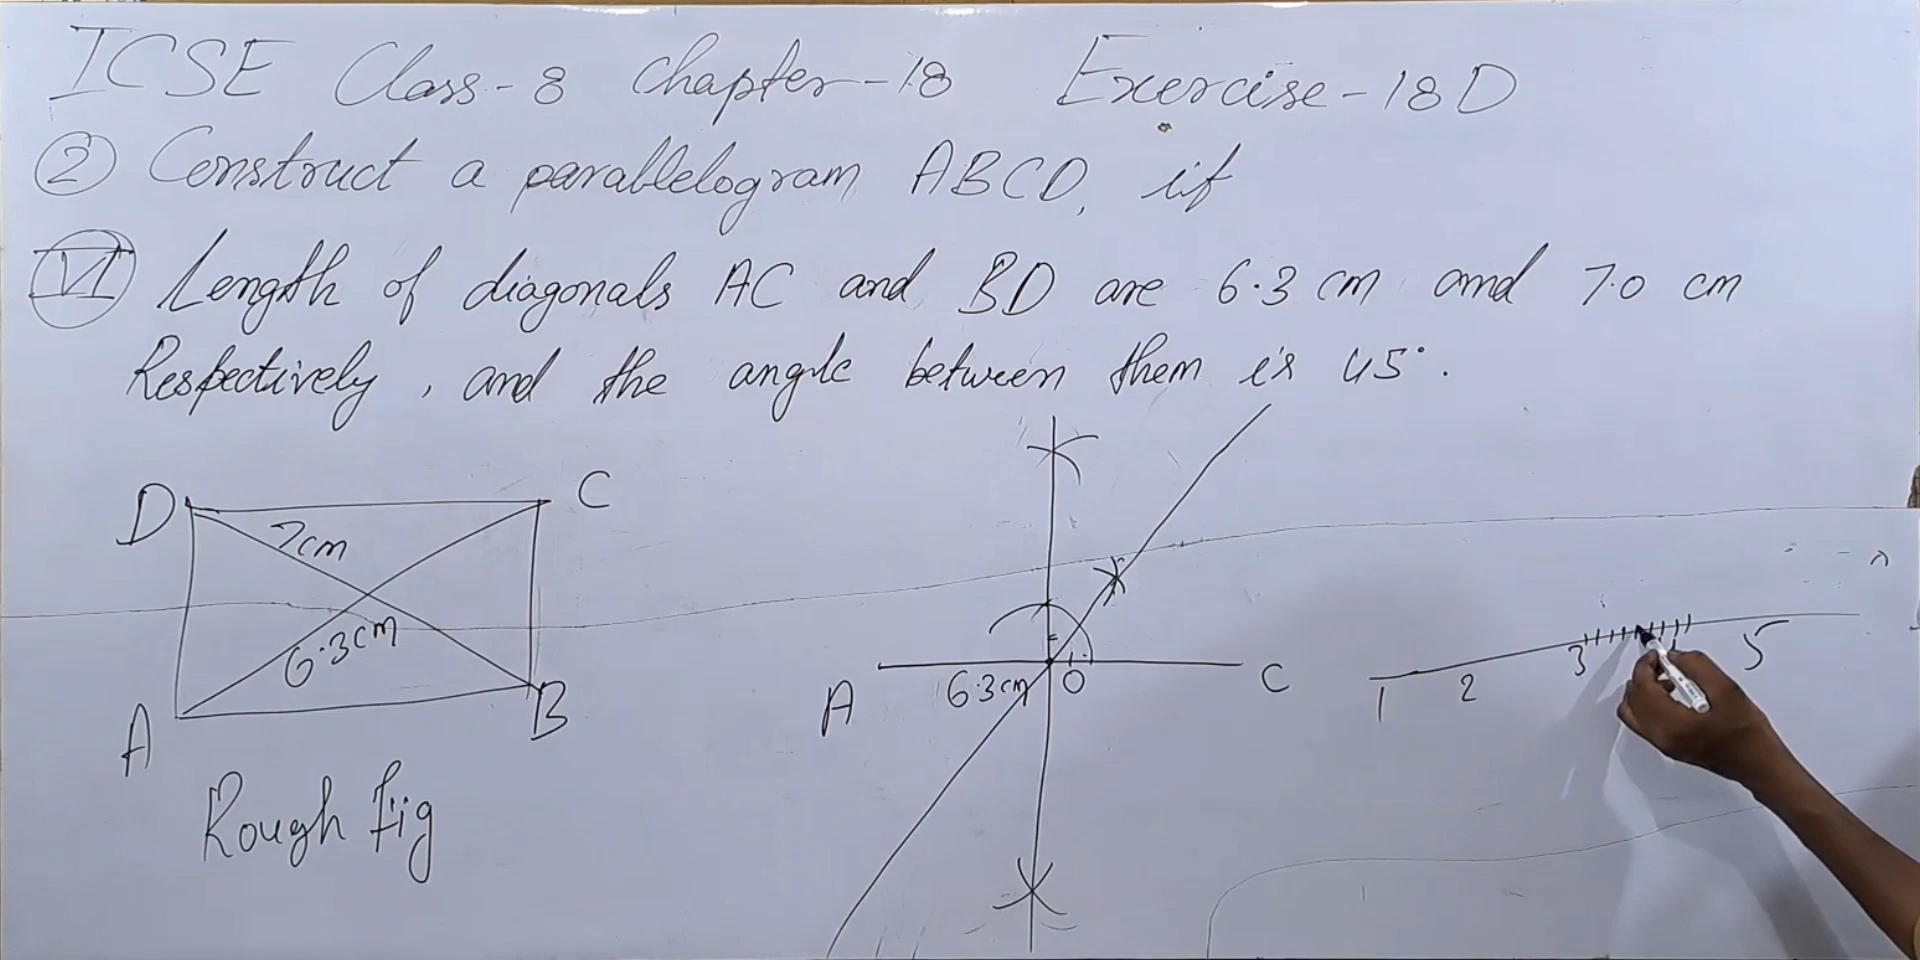 ICSE Class-8 Chapter-18 Exercise-18D
② Construct a parallelogram ABCD, if
VI Length of diagonals AC and BD are 6.3 cm and 7.0 cm
Respectively, and the angle between them is 45°.
D C
7cm
6.3cm
A B
Rough Fig
A 6.3cm O C
1 2 3 5